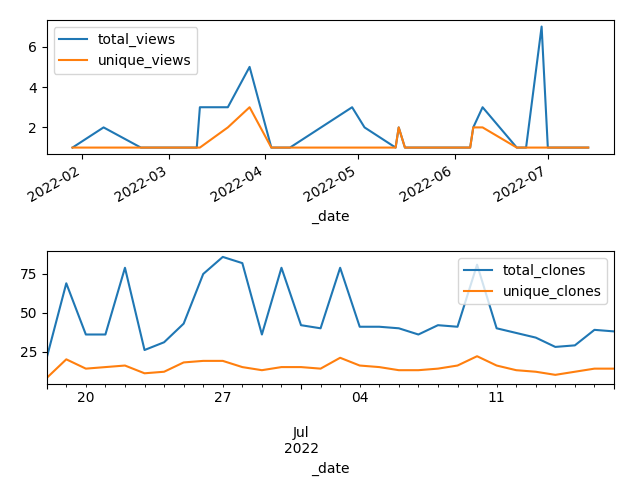 total_views
unique_views
6
4
2
2022-02
2022-03
2022-04
2022-05
2022-06
2022-07
_date
total_clones
unique_clones
75
50
25
20
27
04
11
Jul
2022
_date